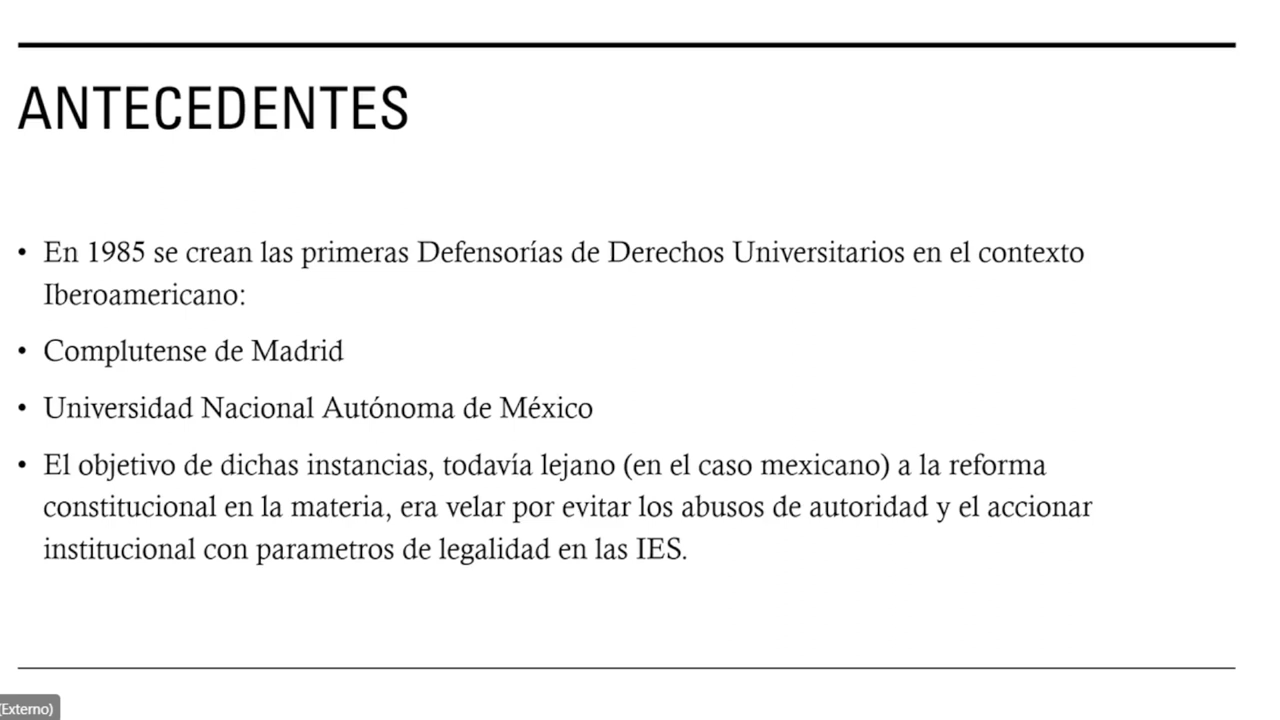 ANTECEDENTES
• En 1985 se crean las primeras Defensorías de Derechos Universitarios en el contexto
Iberoamericano:
• Complutense de Madrid
• Universidad Nacional Autónoma de México
• El objetivo de dichas instancias, todavía lejano (en el caso mexicano) a la reforma
constitucional en la materia, era velar por evitar los abusos de autoridad y el accionar
institucional con parametros de legalidad en las IES.
(Externo)